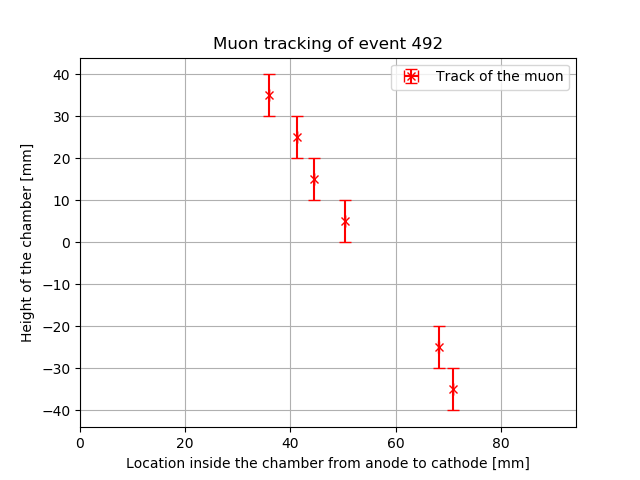 Muon tracking of event 492
Track of the muon
Height of the chamber [mm]
40
30
20
10
0
−10
−20
−30
−40
0 20 40 60 80
Location inside the chamber from anode to cathode [mm]